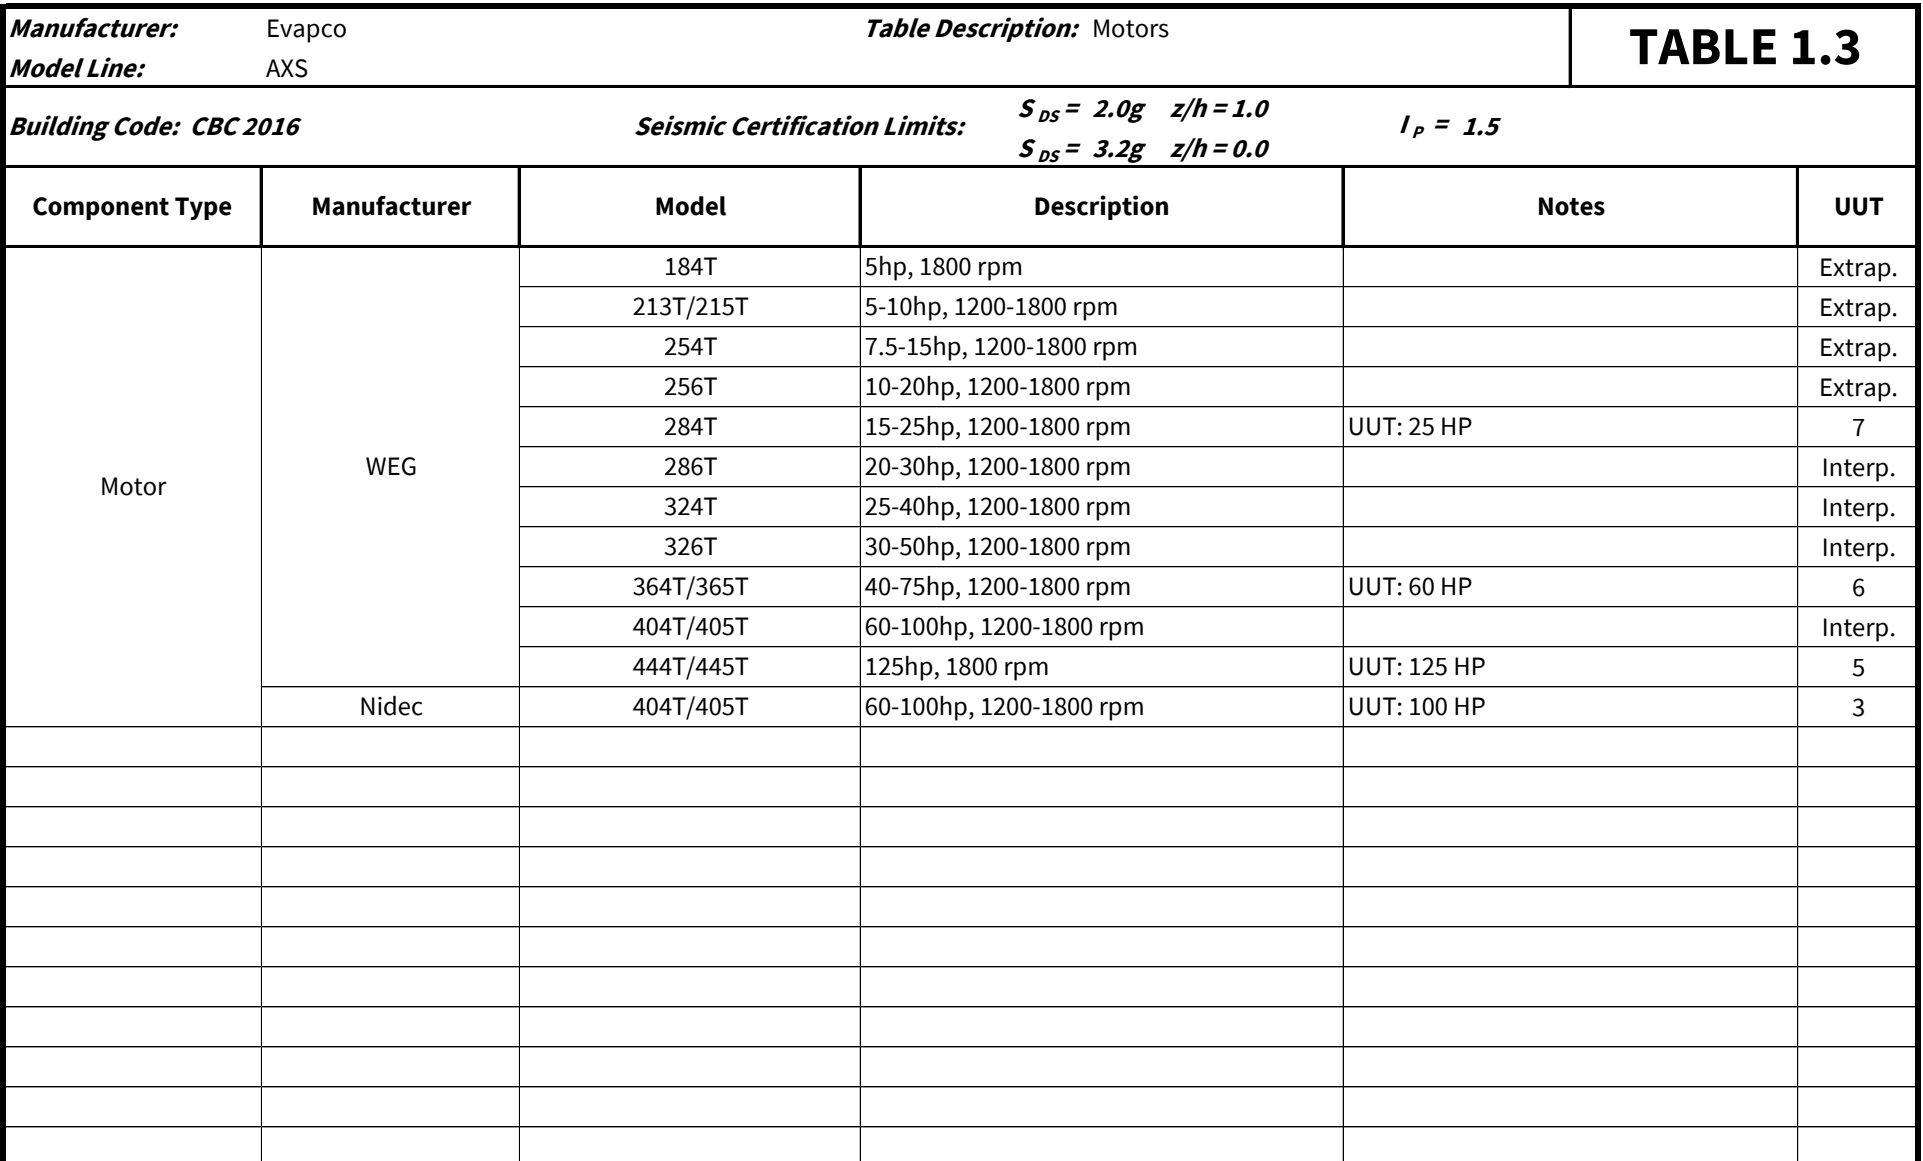 Manufacturer: Evapco Table Description: Motors TABLE 1.3
Model Line: AXS
Building Code: CBC 2016 Seismic Certification Limits: S DS = 2.0g z/h = 1.0 I P = 1.5
S DS = 3.2g z/h = 0.0
Component Type Manufacturer Model Description Notes UUT
184T 5hp, 1800 rpm Extrap.
213T/215T 5-10hp, 1200-1800 rpm Extrap.
254T 7.5-15hp, 1200-1800 rpm Extrap.
256T 10-20hp, 1200-1800 rpm Extrap.
284T 15-25hp, 1200-1800 rpm UUT: 25 HP 7
WEG 286T 20-30hp, 1200-1800 rpm Interp.
Motor
324T 25-40hp, 1200-1800 rpm Interp.
326T 30-50hp, 1200-1800 rpm Interp.
364T/365T 40-75hp, 1200-1800 rpm UUT: 60 HP 6
404T/405T 60-100hp, 1200-1800 rpm Interp.
444T/445T 125hp, 1800 rpm UUT: 125 HP 5
Nidec 404T/405T 60-100hp, 1200-1800 rpm UUT: 100 HP 3